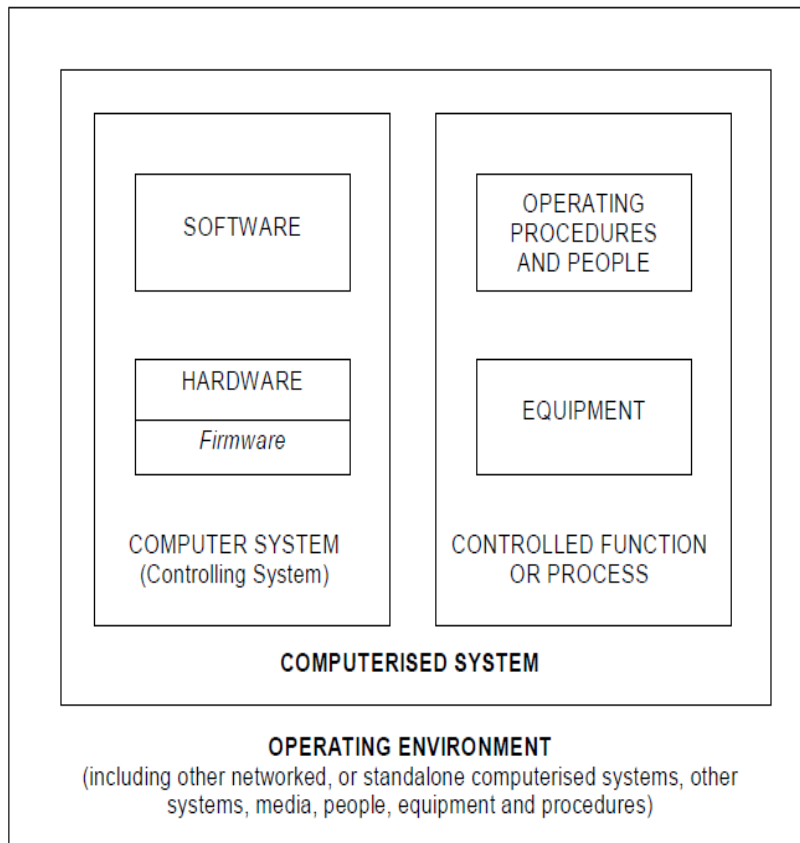 SOFTWARE
HARDWARE
Firmware
COMPUTER SYSTEM
(Controlling System)
OPERATING
PROCEDURES
AND PEOPLE
EQUIPMENT
CONTROLLED FUNCTION
OR PROCESS
COMPUTERISED SYSTEM
OPERATING ENVIRONMENT
(including other networked, or standalone computerised systems, other
systems, media, people, equipment and procedures)